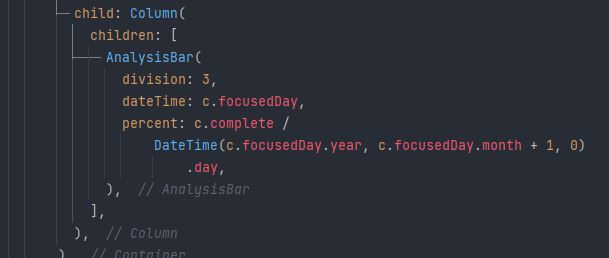 child: Column(
children: [
AnalysisBar(
division: 3,
dateTime: c.focusedDay,
percent: c.complete /
DateTime(c.focusedDay.year, c.focusedDay.month + 1, 0)
.day,
), // AnalysisBar
],
), // Column
) // Container